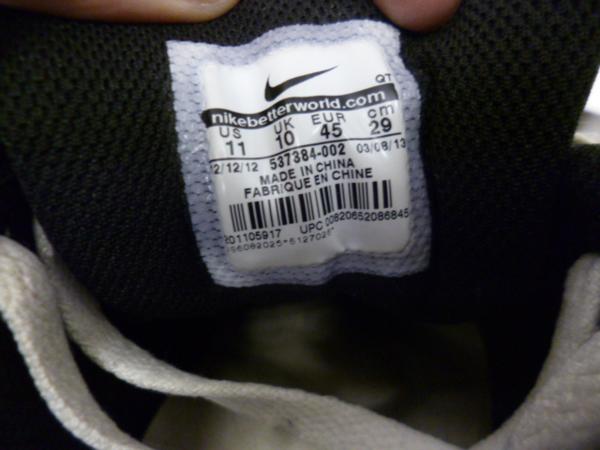 QT
nikebetterworld.com
US UK EUR cm
11 10 45 29
12/12/12 537384-002 03/08/13
MADE IN CHINA
FABRIQUE EN CHINE
UPC 00820652086845